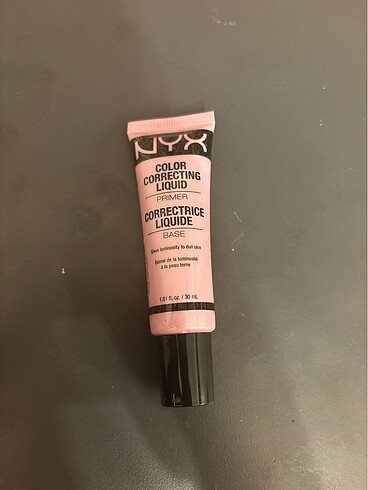 NYX
COLOR
CORRECTING
LIQUID
PRIMER
CORRECTRICE
LIQUIDE
BASE
Gives luminosity to dull skin
Donne de la luminosité
à la peau terne
1.01 fl. oz. / 30 mL